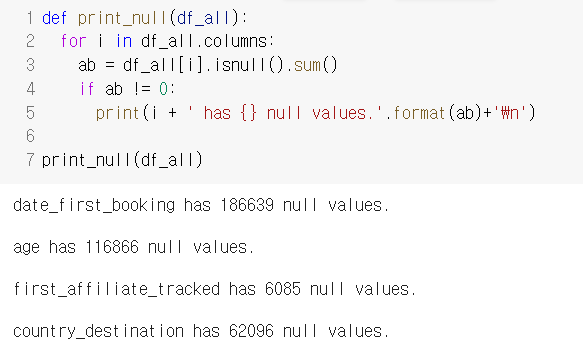 1 def print_null(df_all):
2   for i in df_all.columns:
3     ab = df_all[i].isnull().sum()
4     if ab != 0:
5       print(i + ' has {} null values.'.format(ab)+'₩n')
6
7 print_null(df_all)
date_first_booking has 186639 null values.
age has 116866 null values.
first_affiliate_tracked has 6085 null values.
country_destination has 62096 null values.